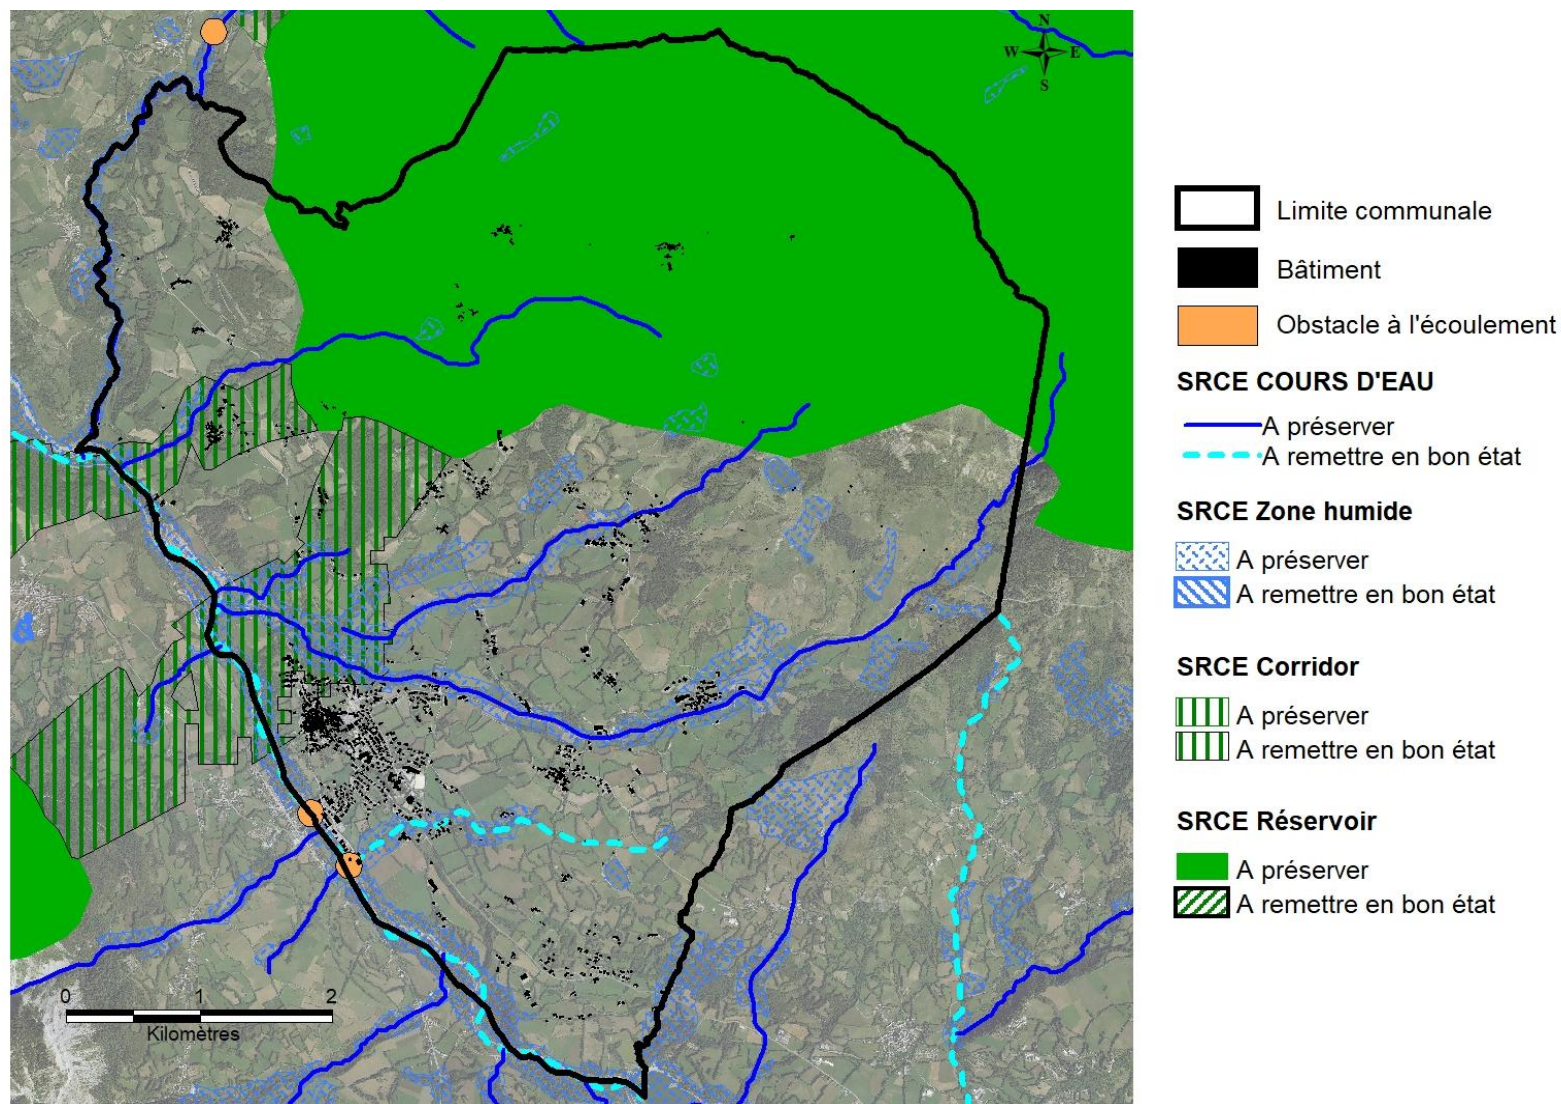 N
W E
S
0 1 2
Kilomètres
Limite communale
Bâtiment
Obstacle à l'écoulement
SRCE COURS D'EAU
A préserver
A remettre en bon état
SRCE Zone humide
A préserver
A remettre en bon état
SRCE Corridor
A préserver
A remettre en bon état
SRCE Réservoir
A préserver
A remettre en bon état